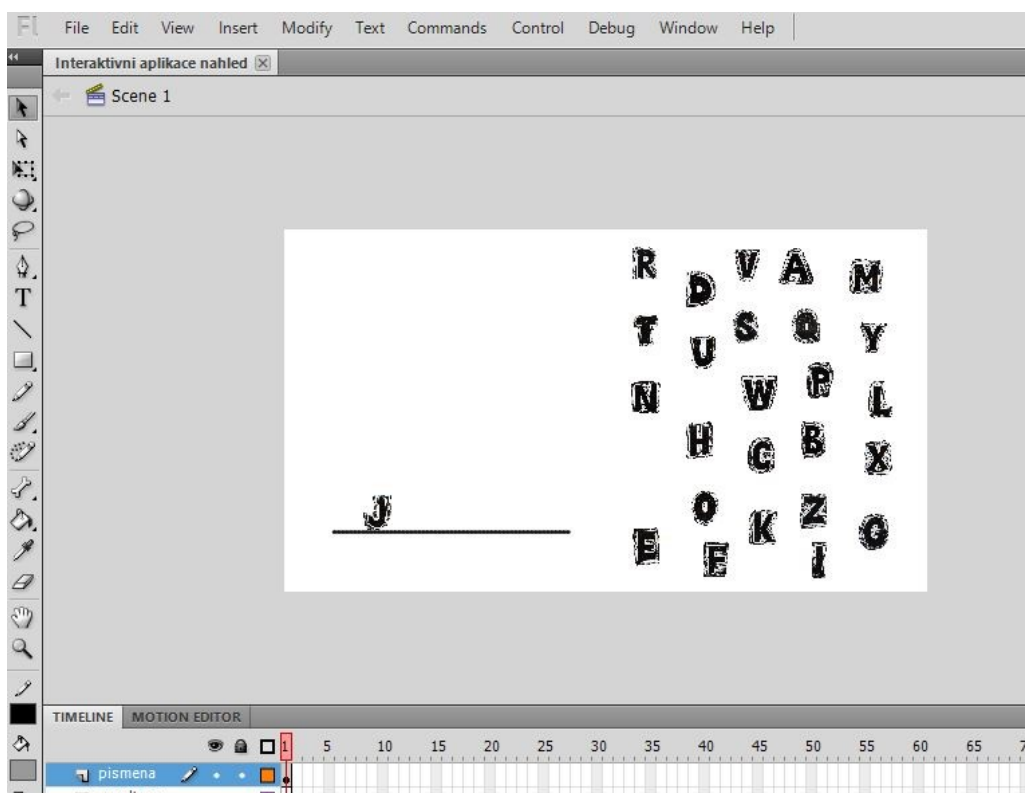 Fl File Edit View Insert Modify Text Commands Control Debug Window Help
Interaktivni aplikace nahled
Scene 1
T
R D V A M
T U S Q Y
N W P L
H C B X
J
O K Z G
E F I
TIMELINE MOTION EDITOR
1 5 10 15 20 25 30 35 40 45 50 55 60 65
pismena